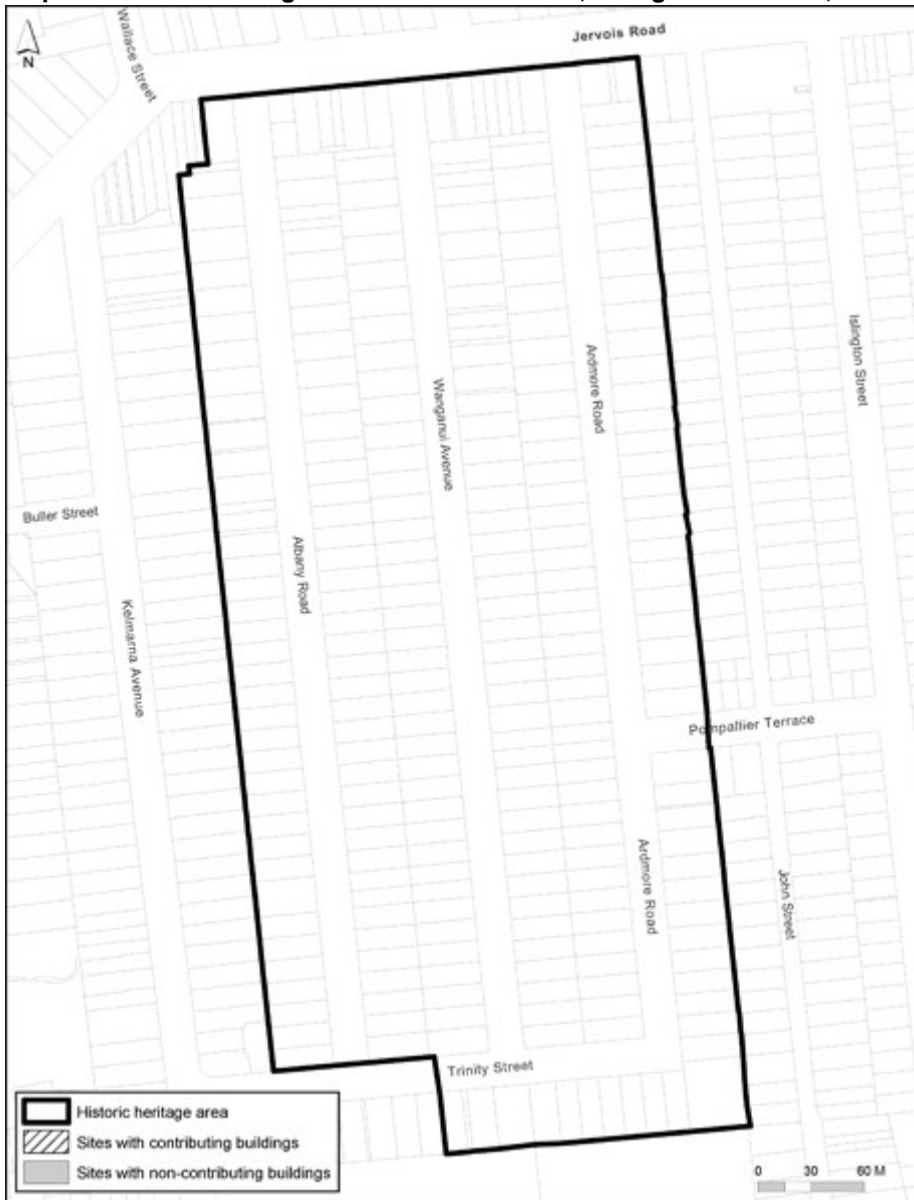 Jervois Road
Wallace Street
N
Islington Street
Ardmore Road
Wanganui Avenue
Buller Street
Albany Road
Kelmarna Avenue
Pompallier Terrace
Ardmore Road
John Street
Trinity Street
Historic heritage area
Sites with contributing buildings
Sites with non-contributing buildings
0 30 60 M